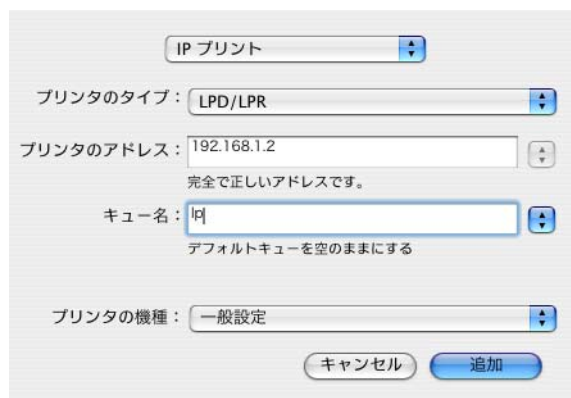 IP プリント
プリンタのタイプ： LPD/LPR
プリンタのアドレス： 192.168.1.2
完全で正しいアドレスです。
キュー名： lp
デフォルトキューを空のままにする
プリンタの機種： 一般設定
キャンセル 追加